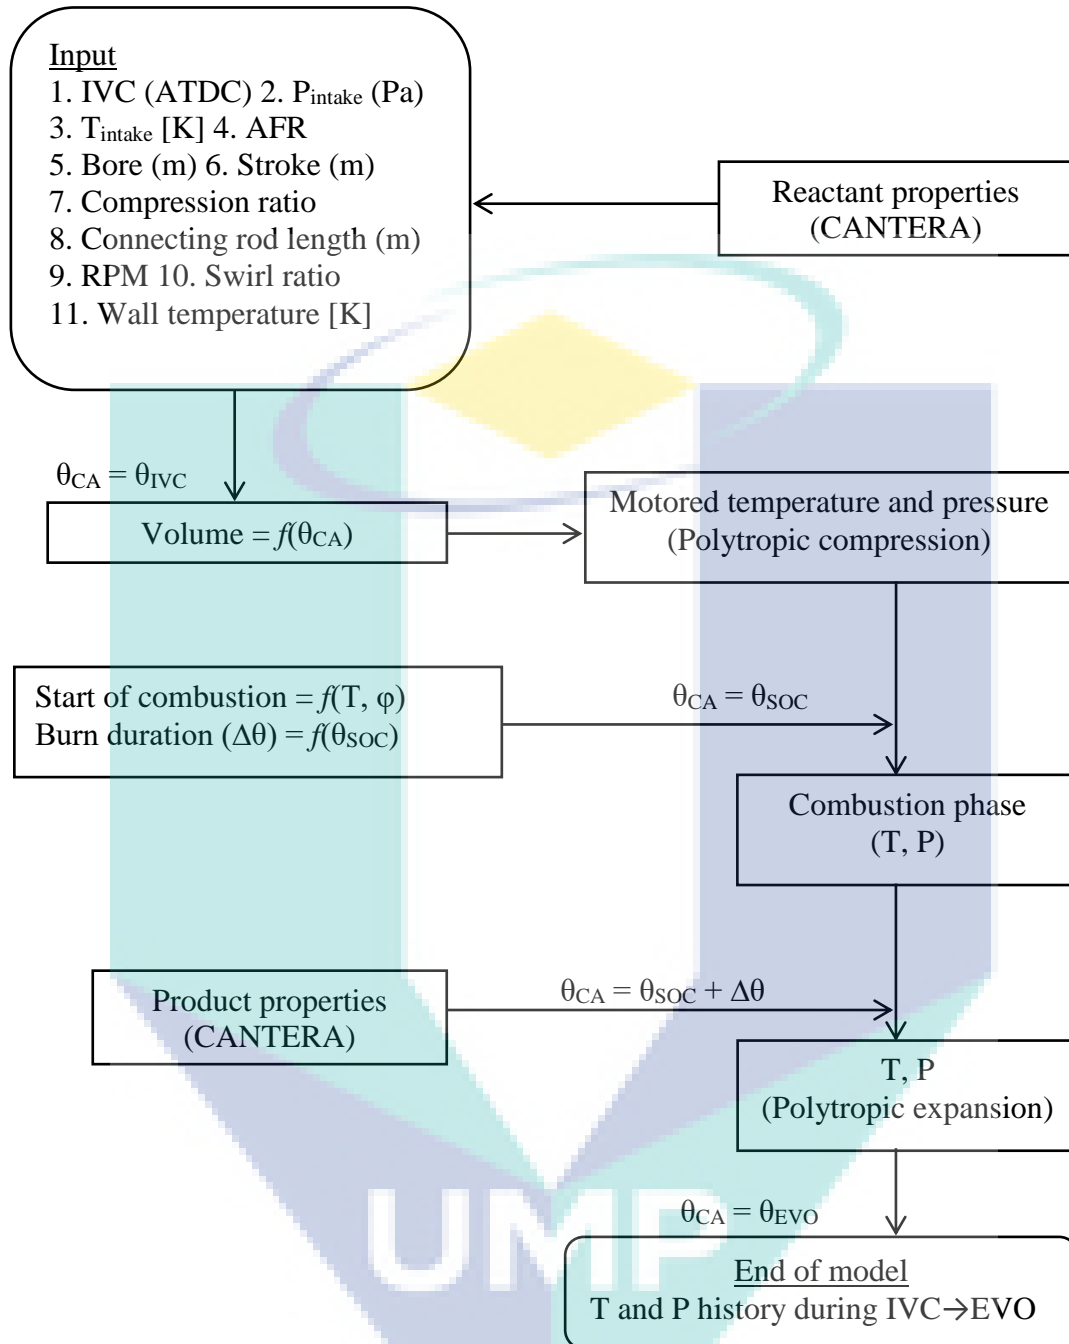 Input
1. IVC (ATDC) 2. Pintake (Pa)
3. Tintake [K] 4. AFR
5. Bore (m) 6. Stroke (m)
7. Compression ratio
8. Connecting rod length (m)
9. RPM 10. Swirl ratio
11. Wall temperature [K]
Reactant properties
(CANTERA)
θCA = θIVC
Volume = f(θCA)
Motored temperature and pressure
(Polytropic compression)
Start of combustion = f(T, φ)
Burn duration (Δθ) = f(θSOC)
θCA = θSOC
Combustion phase
(T, P)
Product properties
(CANTERA)
θCA = θSOC + Δθ
T, P
(Polytropic expansion)
θCA = θEVO
End of model
T and P history during IVC→EVO
UMP